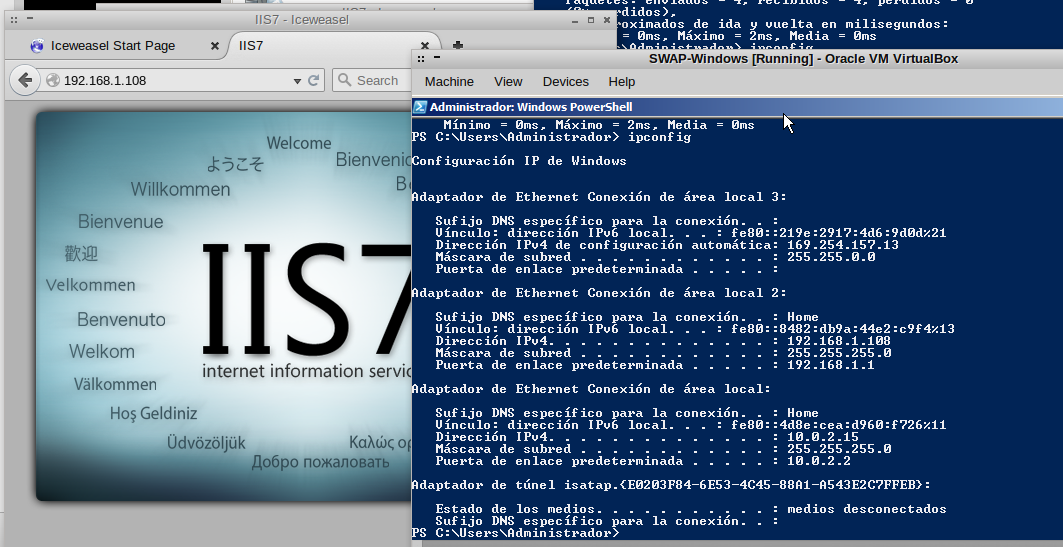 IIS7
Paquetes: enviados = 4, recibidos = 4, perdidos = 0
perdidos),
IIS7 - Iceweasel
aproximados de ida y vuelta en milisegundos:
= 0ms, Máximo = 2ms, Media = 0ms
\Users\Administrador> ipconfig
Iceweasel Start Page
IIS7
192.168.1.108
Search
Welcome
ようこそ
Bienvenid
Willkommen
Bienvenue
歡迎
Velkommen
Benvenuto
Welkom
Välkommen
Hoş Geldiniz
Üdvözöljük
Καλώς ορ
Добро пожаловать
IIS7
internet information servic
SWAP-Windows [Running] - Oracle VM VirtualBox
Machine View Devices Help
Administrador: Windows PowerShell
Mínimo = 0ms, Máximo = 2ms, Media = 0ms
PS C:\Users\Administrador> ipconfig
Configuración IP de Windows
Adaptador de Ethernet Conexión de área local 3:
Sufijo DNS específico para la conexión. . :
Vínculo: dirección IPv6 local. . . : fe80::219e:2917:4d6:9d0d%21
Dirección IPv4 de configuración automática: 169.254.157.13
Máscara de subred . . . . . . . . . . . . : 255.255.0.0
Puerta de enlace predeterminada . . . . . :
Adaptador de Ethernet Conexión de área local 2:
Sufijo DNS específico para la conexión. . : Home
Vínculo: dirección IPv6 local. . . : fe80::8482:db9a:44e2:c9f4%13
Dirección IPv4. . . . . . . . . . . . . . : 192.168.1.108
Máscara de subred . . . . . . . . . . . . : 255.255.255.0
Puerta de enlace predeterminada . . . . . : 192.168.1.1
Adaptador de Ethernet Conexión de área local:
Sufijo DNS específico para la conexión. . : Home
Vínculo: dirección IPv6 local. . . : fe80::4d8e:cea:d960:f726%11
Dirección IPv4. . . . . . . . . . . . . . : 10.0.2.15
Máscara de subred . . . . . . . . . . . . : 255.255.255.0
Puerta de enlace predeterminada . . . . . : 10.0.2.2
Adaptador de túnel isatap.{E0203F84-6E53-4C45-88A1-A543E2C7FFEB}:
Estado de los medios. . . . . . . . . . . : medios desconectados
Sufijo DNS específico para la conexión. . :
PS C:\Users\Administrador>